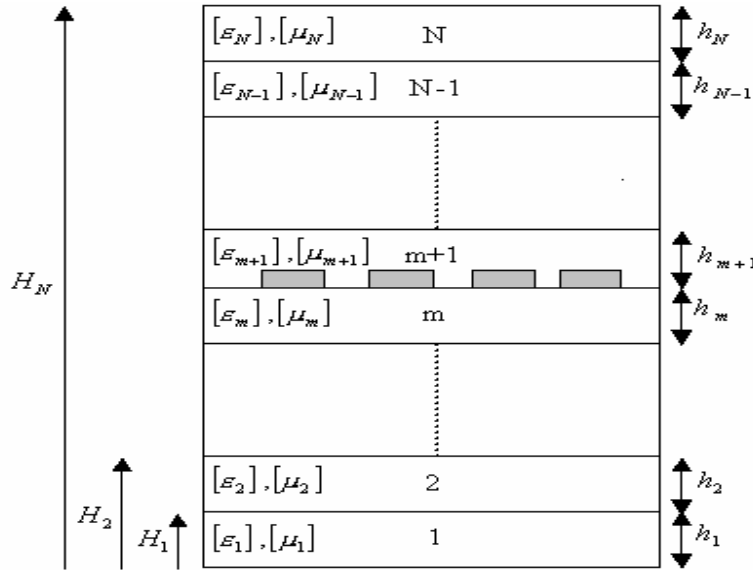 [ε_N],[μ_N] N h_N
[ε_{N-1}],[μ_{N-1}] N-1 h_{N-1}
[ε_{m+1}],[μ_{m+1}] m+1 h_{m+1}
H_N
[ε_m],[μ_m] m h_m
[ε_2],[μ_2] 2 h_2
H_2
H_1
[ε_1],[μ_1] 1 h_1